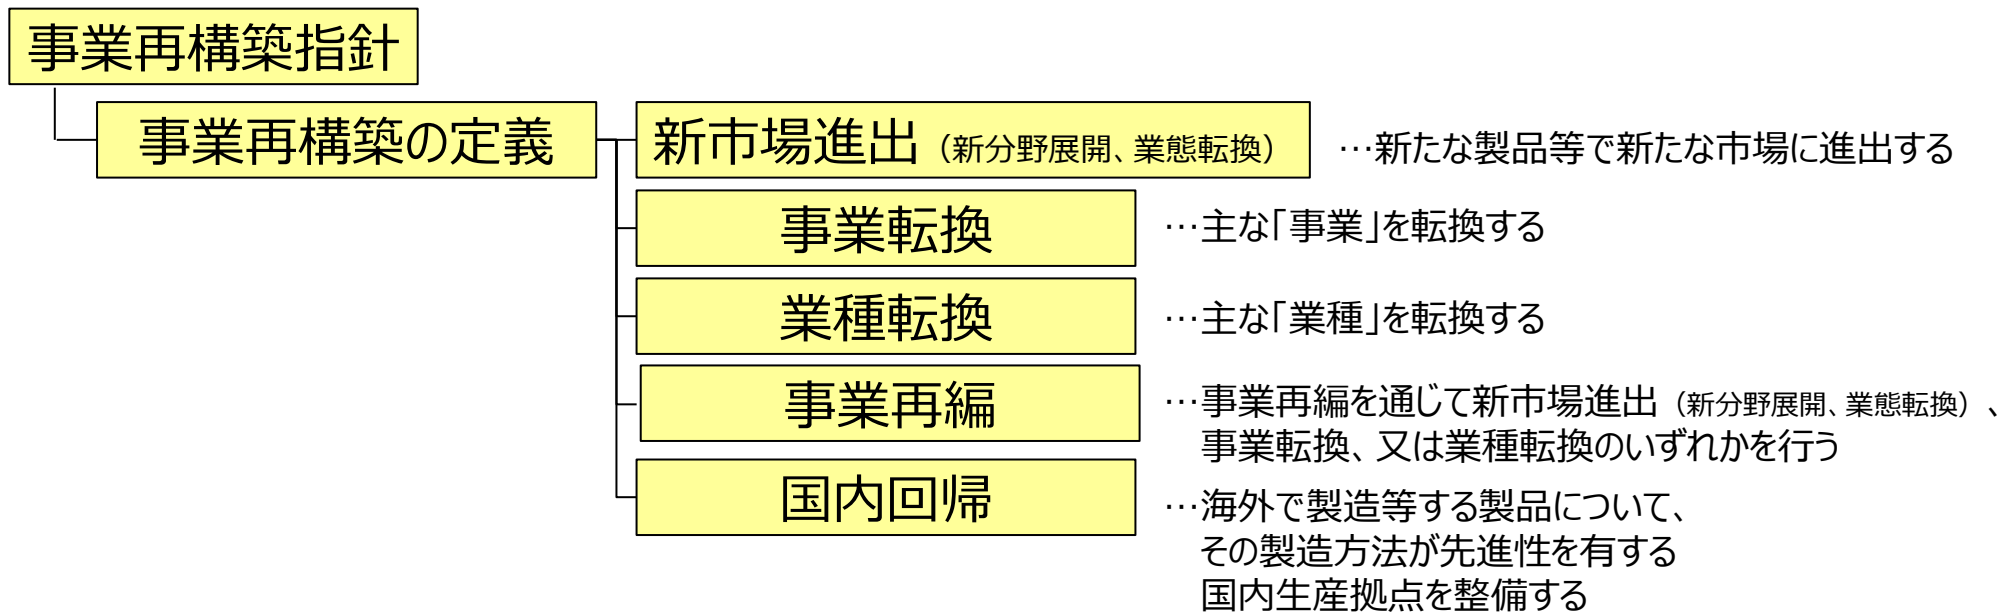 事業再構築指針
事業再構築の定義
新市場進出（新分野展開、業態転換）
…新たな製品等で新たな市場に進出する
事業転換
…主な「事業」を転換する
業種転換
…主な「業種」を転換する
事業再編
…事業再編を通じて新市場進出（新分野展開、業態転換）、
事業転換、又は業種転換のいずれかを行う
国内回帰
…海外で製造等する製品について、
その製造方法が先進性を有する
国内生産拠点を整備する